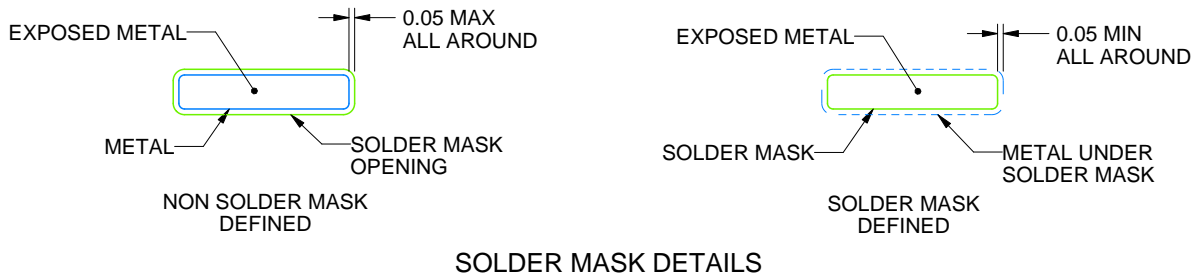 EXPOSED METAL
0.05 MAX
ALL AROUND
METAL
SOLDER MASK
OPENING
NON SOLDER MASK
DEFINED
EXPOSED METAL
0.05 MIN
ALL AROUND
SOLDER MASK
METAL UNDER
SOLDER MASK
SOLDER MASK
DEFINED
SOLDER MASK DETAILS